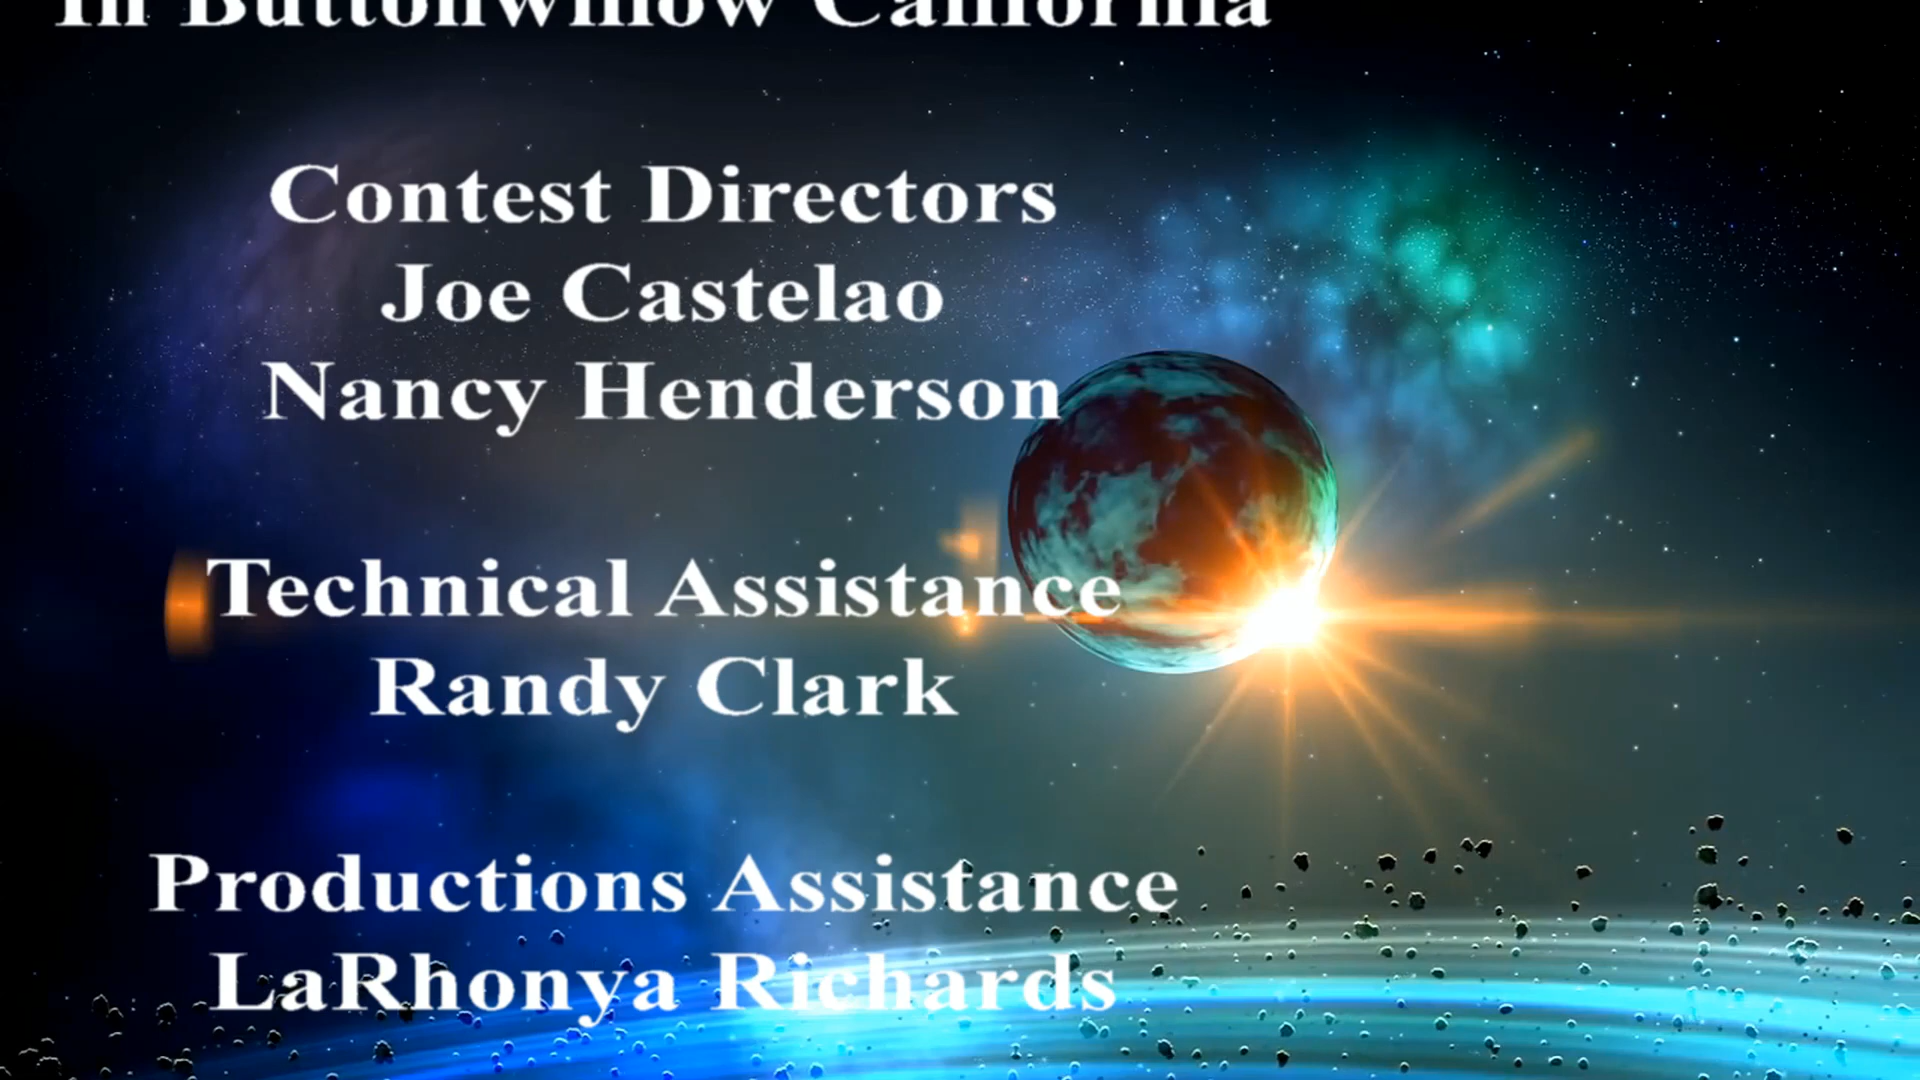 In Buttonwillow California
Contest Directors
Joe Castelao
Nancy Henderson
Technical Assistance
Randy Clark
Productions Assistance
LaRhonya Richards